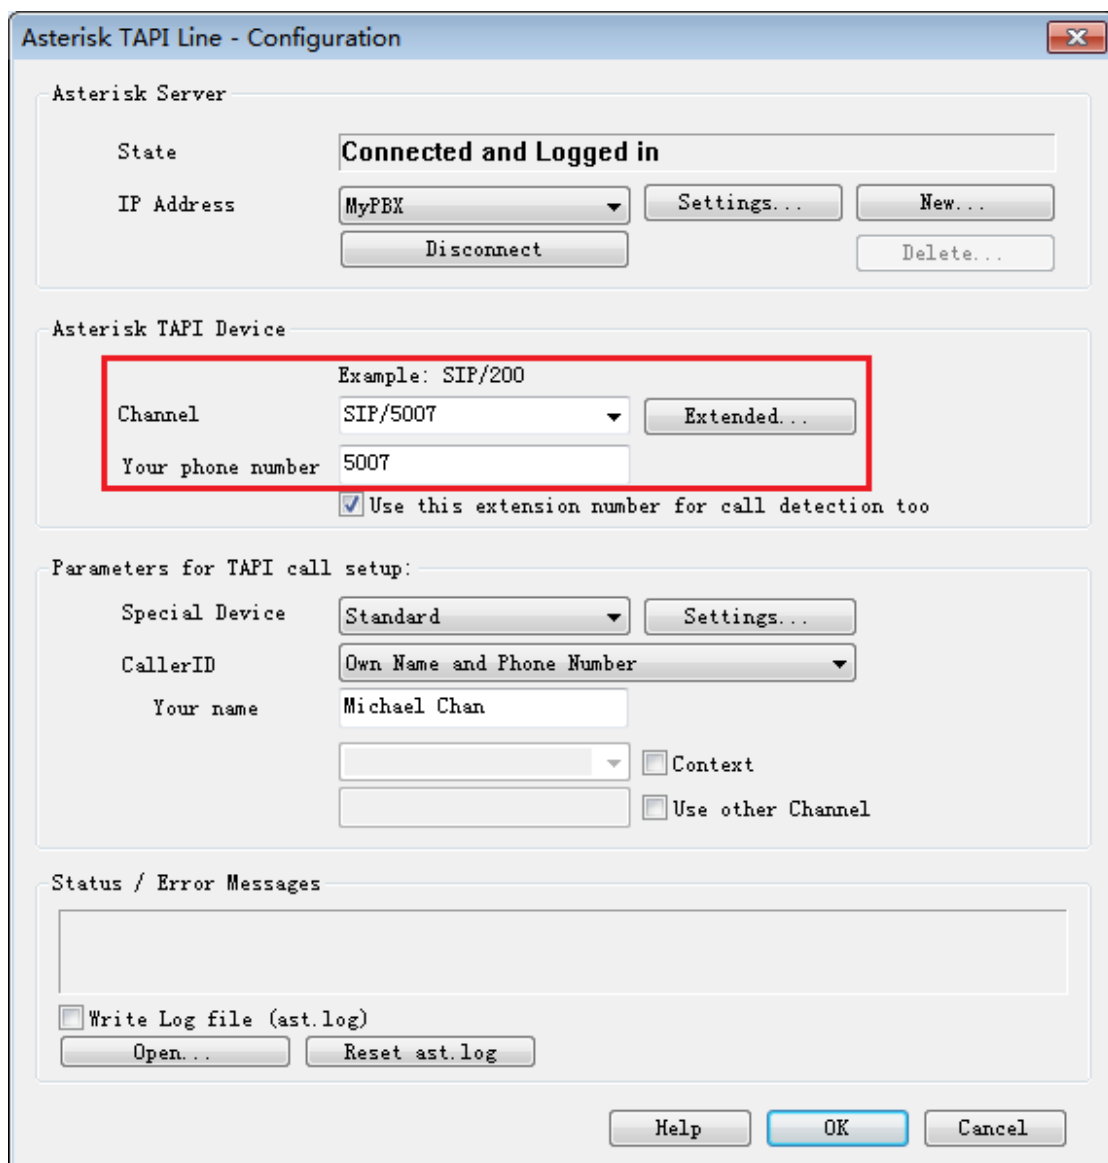 Asterisk TAPI Line - Configuration
Asterisk Server
State Connected and Logged in
IP Address MyPBX Settings... New...
Disconnect Delete...
Asterisk TAPI Device
Example: SIP/200
Channel SIP/5007 Extended...
Your phone number 5007
Use this extension number for call detection too
Parameters for TAPI call setup:
Special Device Standard Settings...
CallerID Own Name and Phone Number
Your name Michael Chan
Context
Use other Channel
Status / Error Messages
Write Log file (ast.log)
Open... Reset ast.log
Help OK Cancel